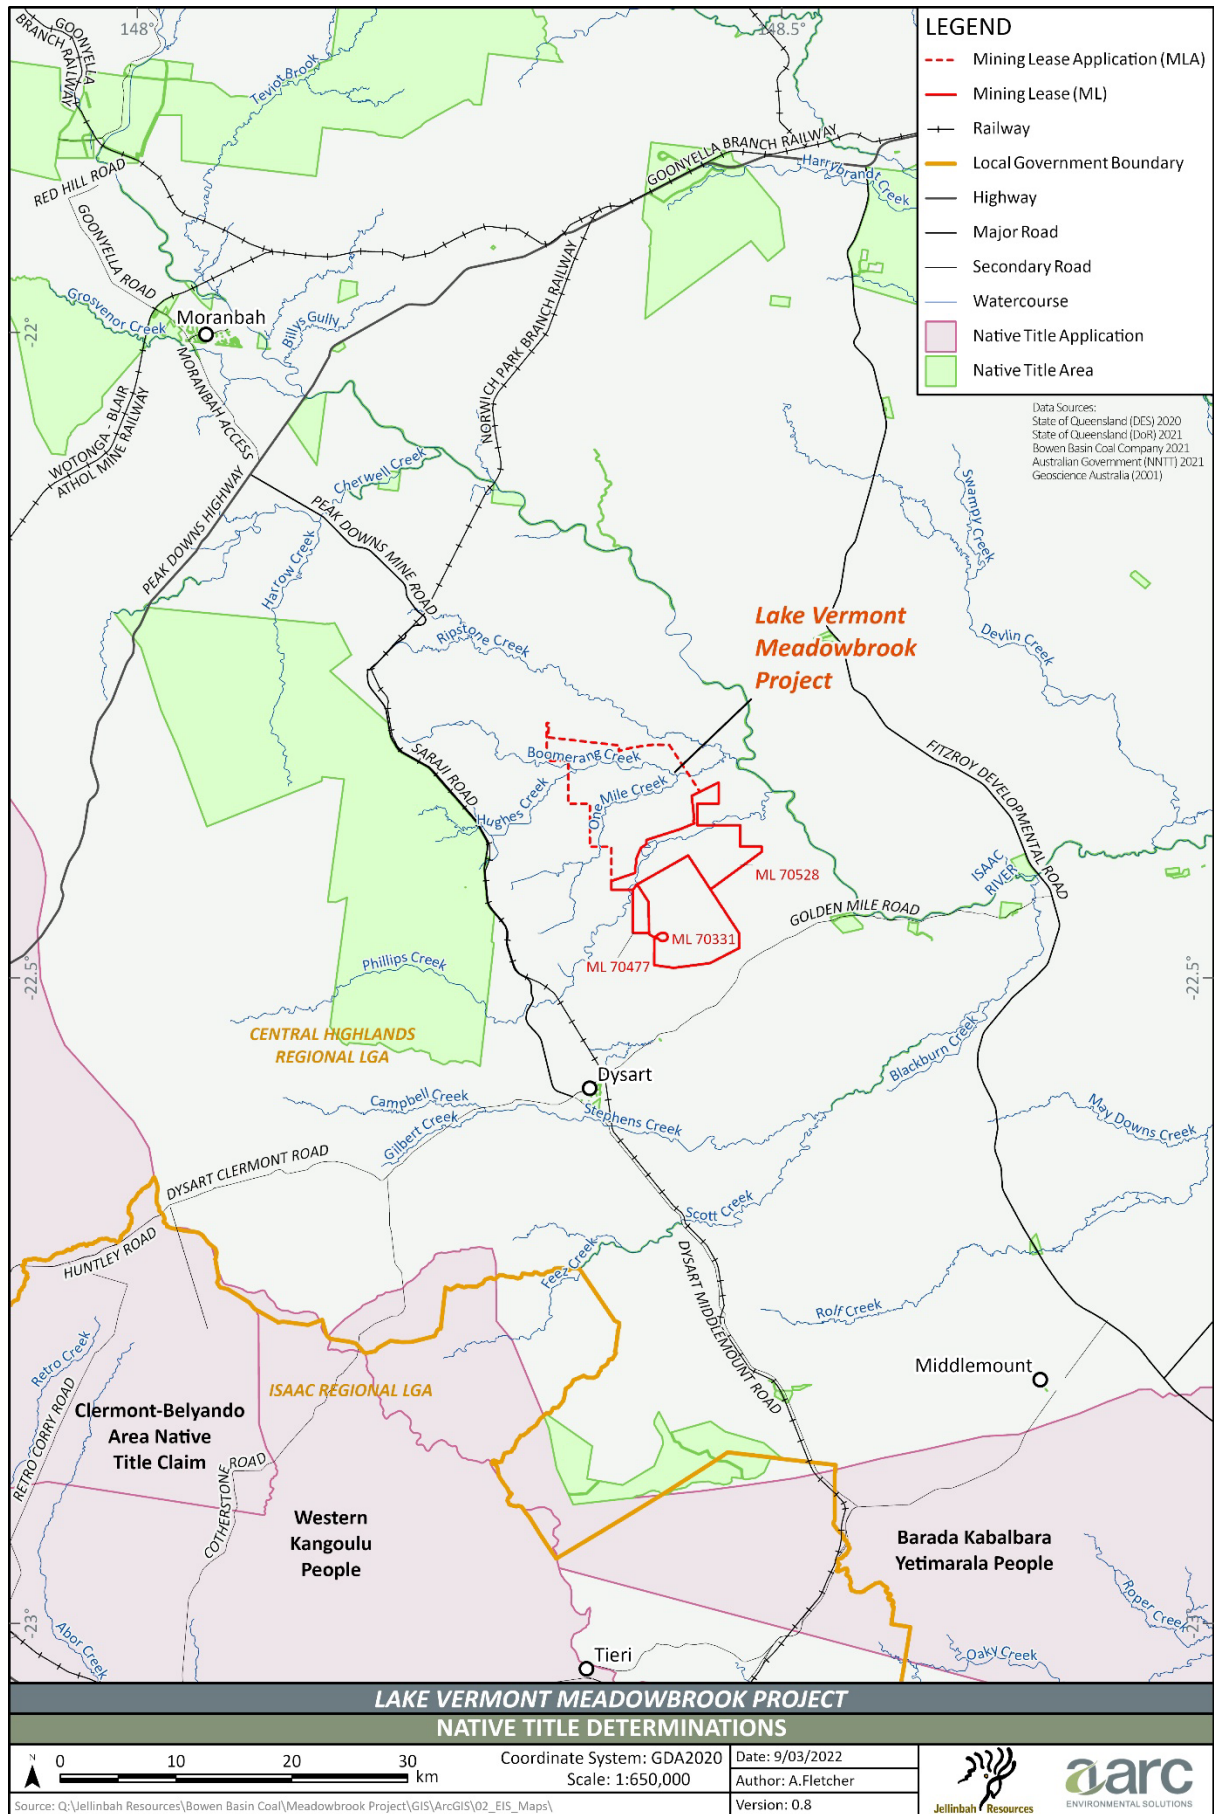 148°
148.5°
GOONYELLA
BRANCH RAILWAY
Teviot Brook
LEGEND
Mining Lease Application (MLA)
Mining Lease (ML)
Railway
Local Government Boundary
Highway
Major Road
Secondary Road
Watercourse
Native Title Application
Native Title Area
Data Sources:
State of Queensland (DES) 2020
State of Queensland (DoR) 2021
Bowen Basin Coal Company 2021
Australian Government (NNTT) 2021
Geoscience Australia (2001)
GOONYELLA BRANCH RAILWAY
Harrybrandt
Creek
RED HILL ROAD
GOONYELLA ROAD
Grosvenor Creek
Moranbah
Billys Gully
-22°
NORWICH PARK BRANCH RAILWAY
MORANBAH ACCESS
WOTONGA - BLAIR
ATHOL MINE RAILWAY
Cherwell Creek
PEAK DOWNS HIGHWAY
PEAK DOWNS MINE ROAD
Harrow Creek
Swampy Creek
Ripstone Creek
Devlin Creek
Lake Vermont
Meadowbrook
Project
SARAJI ROAD
Boomerang Creek
One Mile Creek
Hughes Creek
FITZROY DEVELOPMENTAL ROAD
ISAAC
RIVER
ML 70528
GOLDEN MILE ROAD
ML 70331
ML 70477
Phillips Creek
-22.5°
-22.5°
CENTRAL HIGHLANDS
REGIONAL LGA
Dysart
Blackburn Creek
Campbell Creek
Stephens Creek
Gilbert Creek
May Downs Creek
DYSART CLERMONT ROAD
Scott Creek
HUNTLEY ROAD
Feez Creek
DYSART MIDDLEMOUNT ROAD
Rolf Creek
Retro Creek
Middlemount
ISAAC REGIONAL LGA
RETRO CORRY ROAD
Clermont-Belyando
Area Native
Title Claim
COTHERSTONE ROAD
Western
Kangoulu
People
Barada Kabalbara
Yetimarala People
Roper Creek
-23°
-23°
Abor Creek
Oaky Creek
Tieri
LAKE VERMONT MEADOWBROOK PROJECT
NATIVE TITLE DETERMINATIONS
N
0 10 20 30
km
Coordinate System: GDA2020
Scale: 1:650,000
Date: 9/03/2022
Author: A.Fletcher
Version: 0.8
Source: Q:\Jellinbah Resources\Bowen Basin Coal\Meadowbrook Project\GIS\ArcGIS\02_EIS_Maps\
Jellinbah Resources
aarc
ENVIRONMENTAL SOLUTIONS